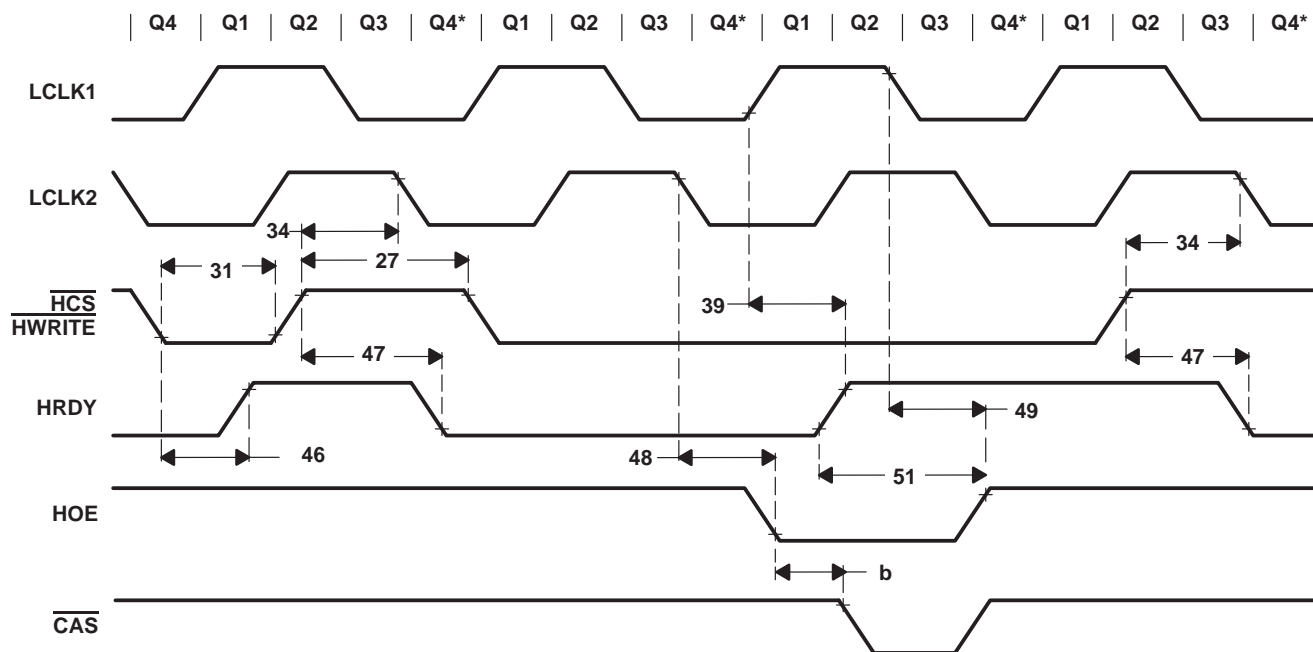 Q4 Q1 Q2 Q3 Q4* Q1 Q2 Q3 Q4* Q1 Q2 Q3 Q4* Q1 Q2 Q3 Q4*
LCLK1
LCLK2
34
34
31
27
HCS
39
HWRITE
47
47
HRDY
49
46
48
51
HOE
b
CAS